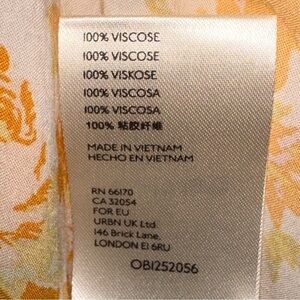 100% VISCOSE
100% VISCOSE
100% VISKOSE
100% VISCOSA
100% VISCOSA
100% 粘胶纤维
MADE IN VIETNAM
HECHO EN VIETNAM
RN 66170
CA 32054
FOR EU
URBN UK Ltd.
146 Brick Lane,
LONDON E1 6RU
OB1252056